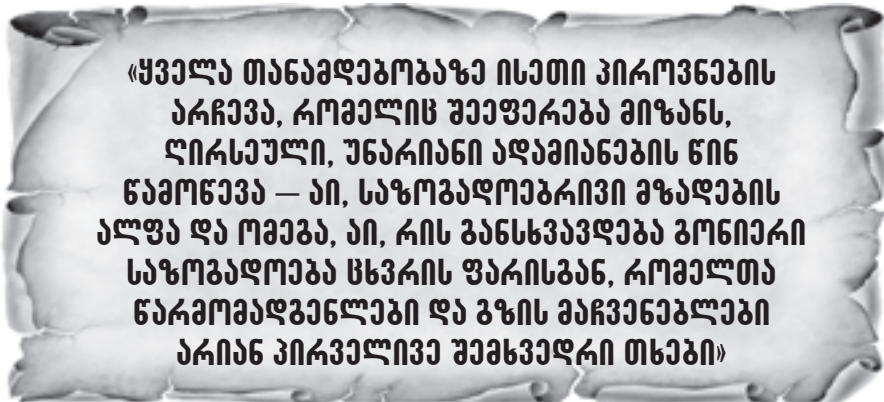 «ყველა თანამდებობაზე ისეთი პიროვნების
არჩევა, რომელიც შეეფერება მიზანს,
ღირსეული, უნარიანი ადამიანების წინ
წამოწევა — აი, საზოგადოებრივი მზადების
ალფა და ომეგა, აი, რის განსხვავდება გონიერი
საზოგადოება ცხვრის ფარისგან, რომელთა
წარმომადგენლები და გზის მაჩვენებლები
არიან პირველივე შემხვედრი თხები»